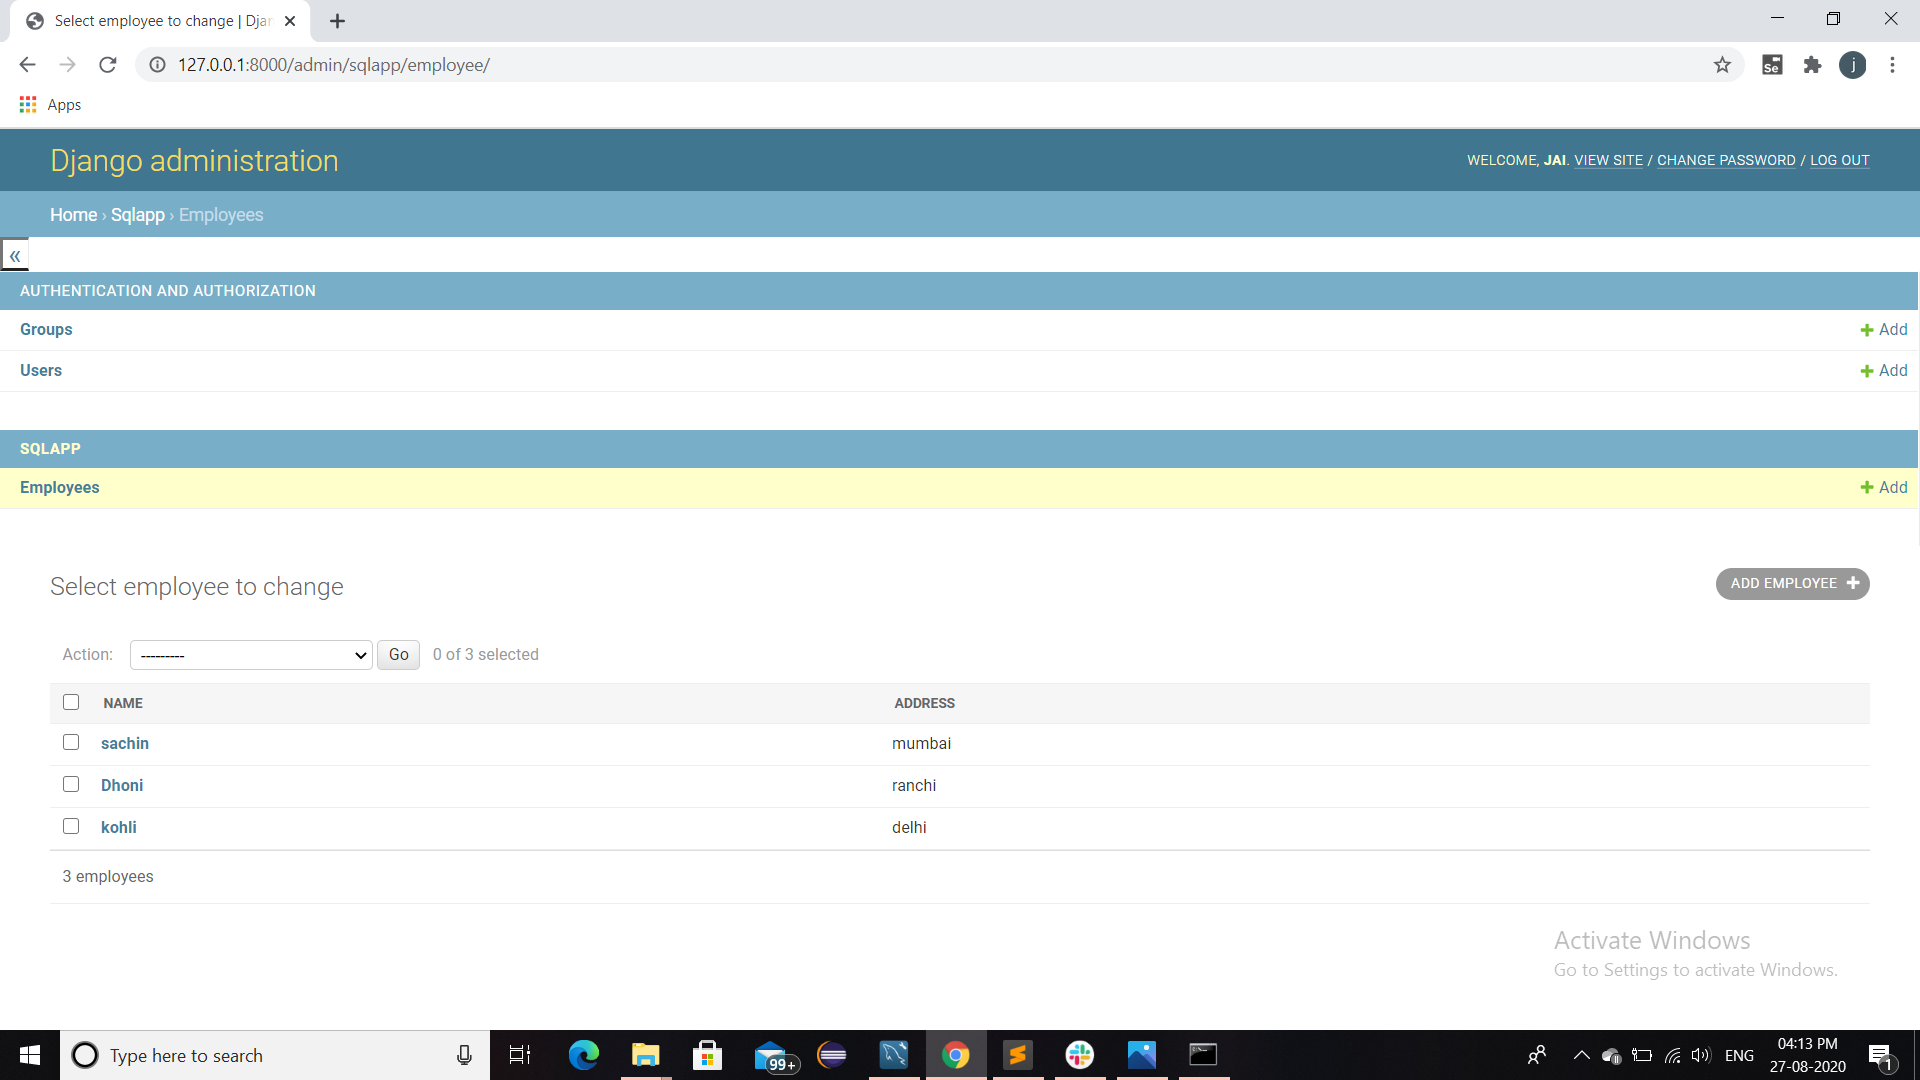 Select employee to change | Djan
127.0.0.1:8000/admin/sqlapp/employee/
Se
j
Apps
Django administration
WELCOME, JAI. VIEW SITE / CHANGE PASSWORD / LOG OUT
Home › Sqlapp › Employees
«
AUTHENTICATION AND AUTHORIZATION
Groups
Add
Users
Add
SQLAPP
Employees
Add
Select employee to change
ADD EMPLOYEE +
Action: --------- Go 0 of 3 selected
NAME ADDRESS
sachin mumbai
Dhoni ranchi
kohli delhi
3 employees
Activate Windows
Go to Settings to activate Windows.
Type here to search
99+
ENG
04:13 PM
27-08-2020
1